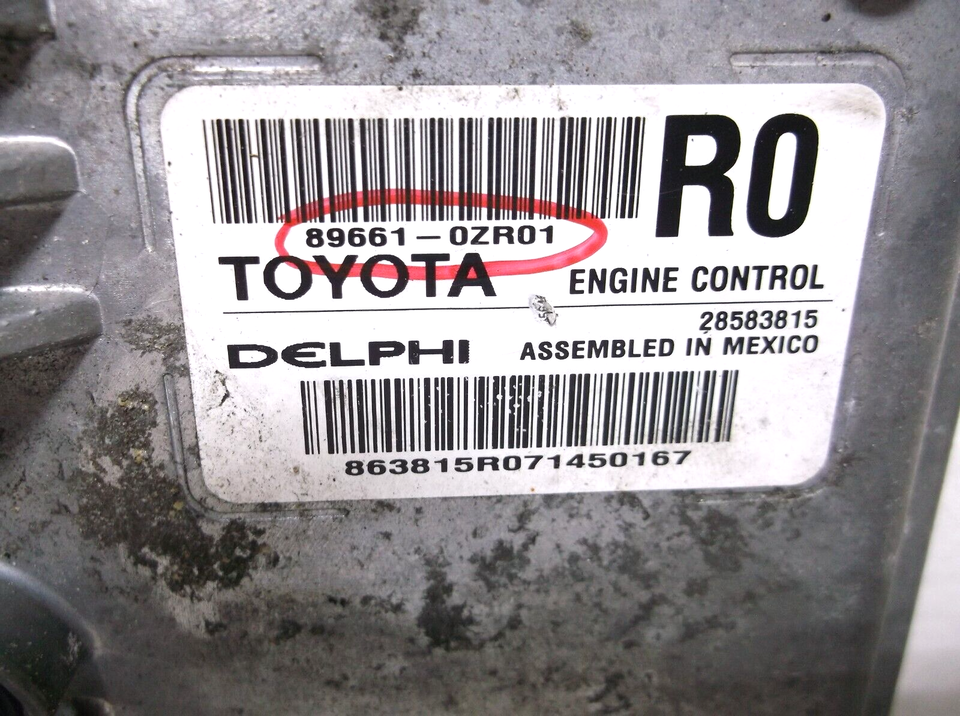 R0
89661-0ZR01
TOYOTA ENGINE CONTROL
28583815
DELPHI ASSEMBLED IN MEXICO
863815R071450167